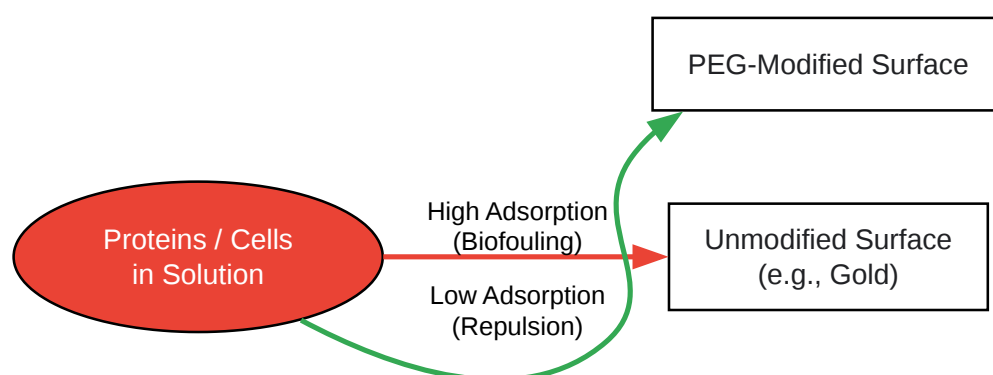 PEG-Modified Surface
Proteins / Cells
in Solution
High Adsorption
(Biofouling)
Low Adsorption
(Repulsion)
Unmodified Surface
(e.g., Gold)